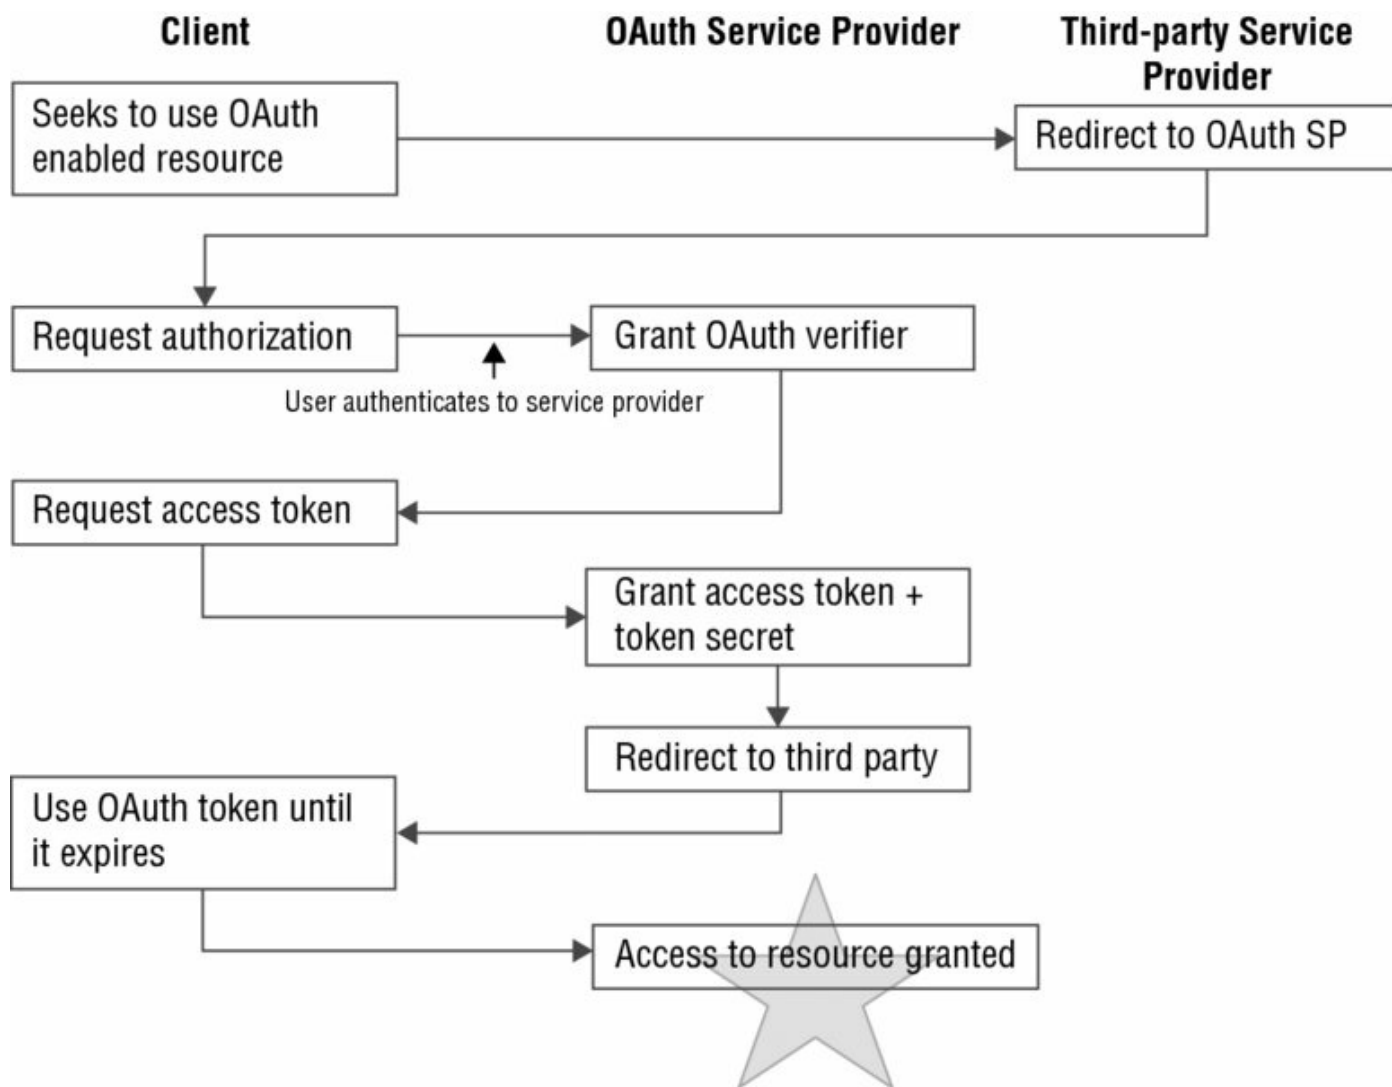 Client
OAuth Service Provider
Third-party Service
Provider
Seeks to use OAuth
enabled resource
Redirect to OAuth SP
Request authorization
Grant OAuth verifier
User authenticates to service provider
Request access token
Grant access token +
token secret
Redirect to third party
Use OAuth token until
it expires
Access to resource granted